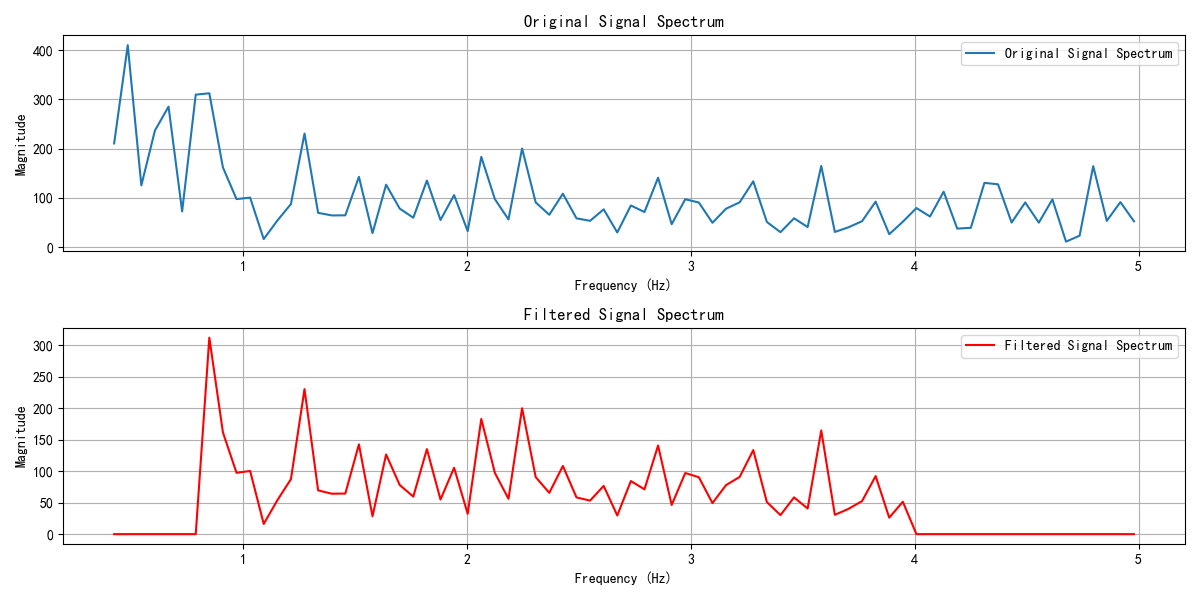 Original Signal Spectrum
400
300
200
100
0
Magnitude
Original Signal Spectrum
1
2
3
4
5
Frequency (Hz)
Filtered Signal Spectrum
300
250
200
150
100
50
0
Magnitude
Filtered Signal Spectrum
1
2
3
4
5
Frequency (Hz)